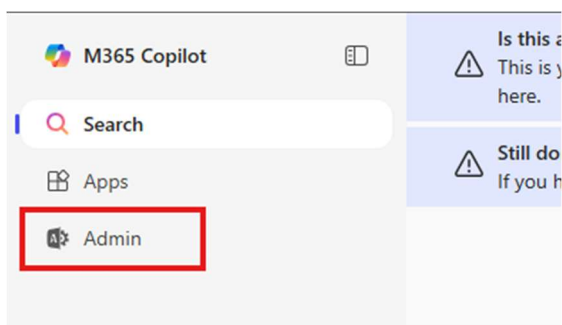 M365 Copilot
Search
Apps
Admin
Is this
This is
here.
Still do
If you h